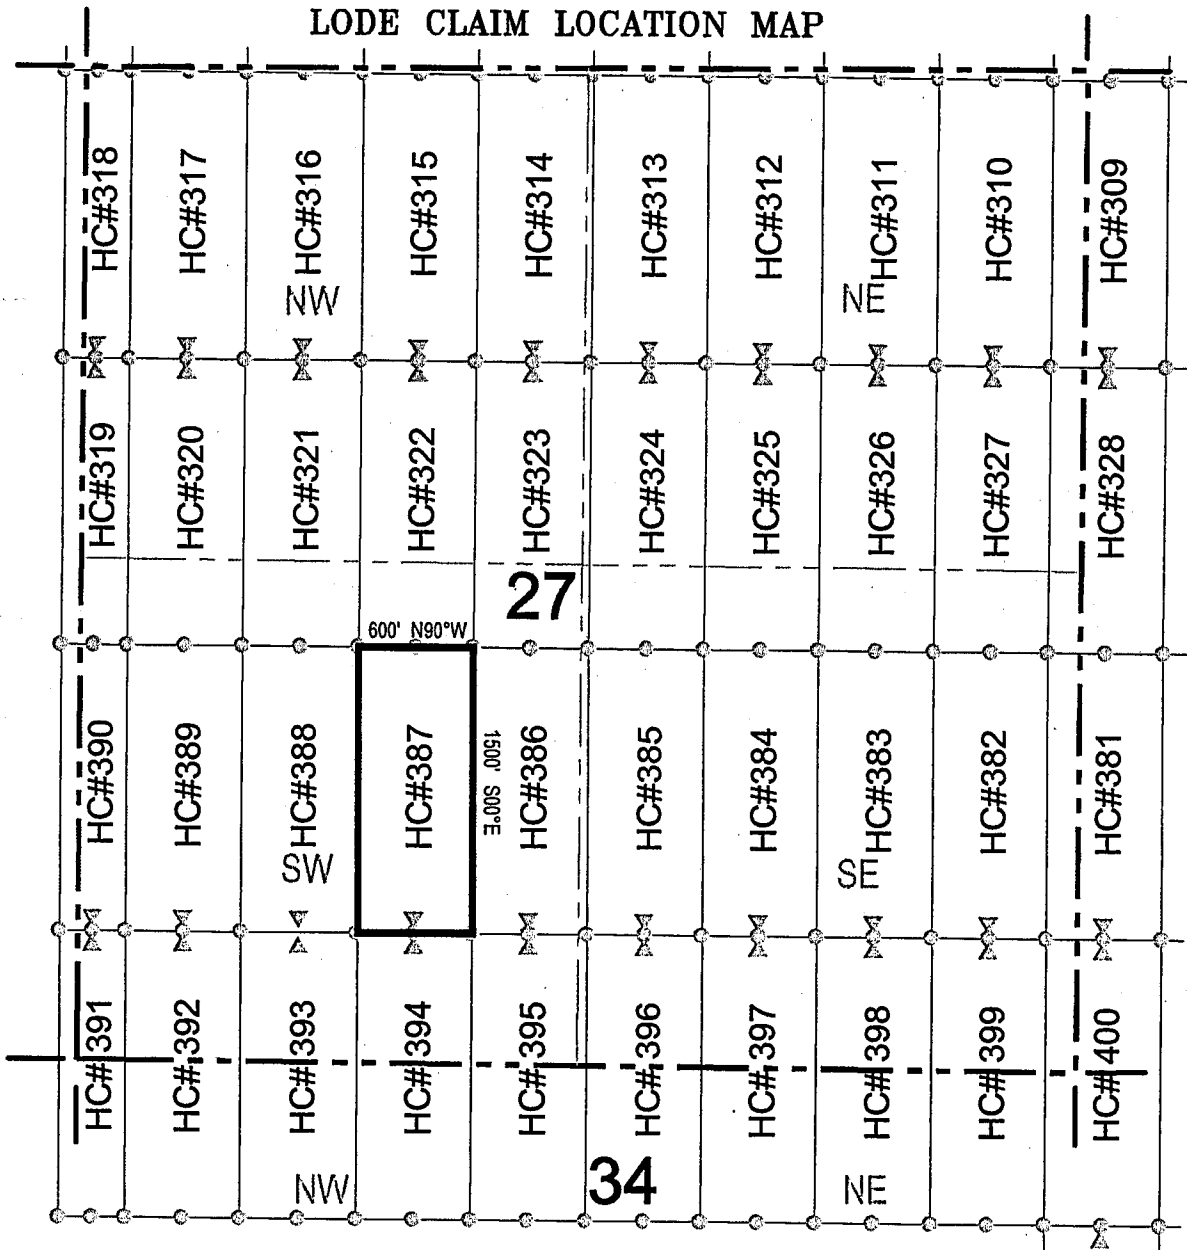 LODE CLAIM LOCATION MAP
HC#318 HC#317 HC#316 HC#315 HC#314 HC#313 HC#312 HC#311 HC#310 HC#309
NW NE
HC#319 HC#320 HC#321 HC#322 HC#323 HC#324 HC#325 HC#326 HC#327 HC#328
27
600' N90°W
HC#390 HC#389 HC#388 HC#387 1500' S00°E HC#386 HC#385 HC#384 HC#383 HC#382 HC#381
SW SE
HC#391 HC#392 HC#393 HC#394 HC#395 HC#396 HC#397 HC#398 HC#399 HC#400
NW 34 NE